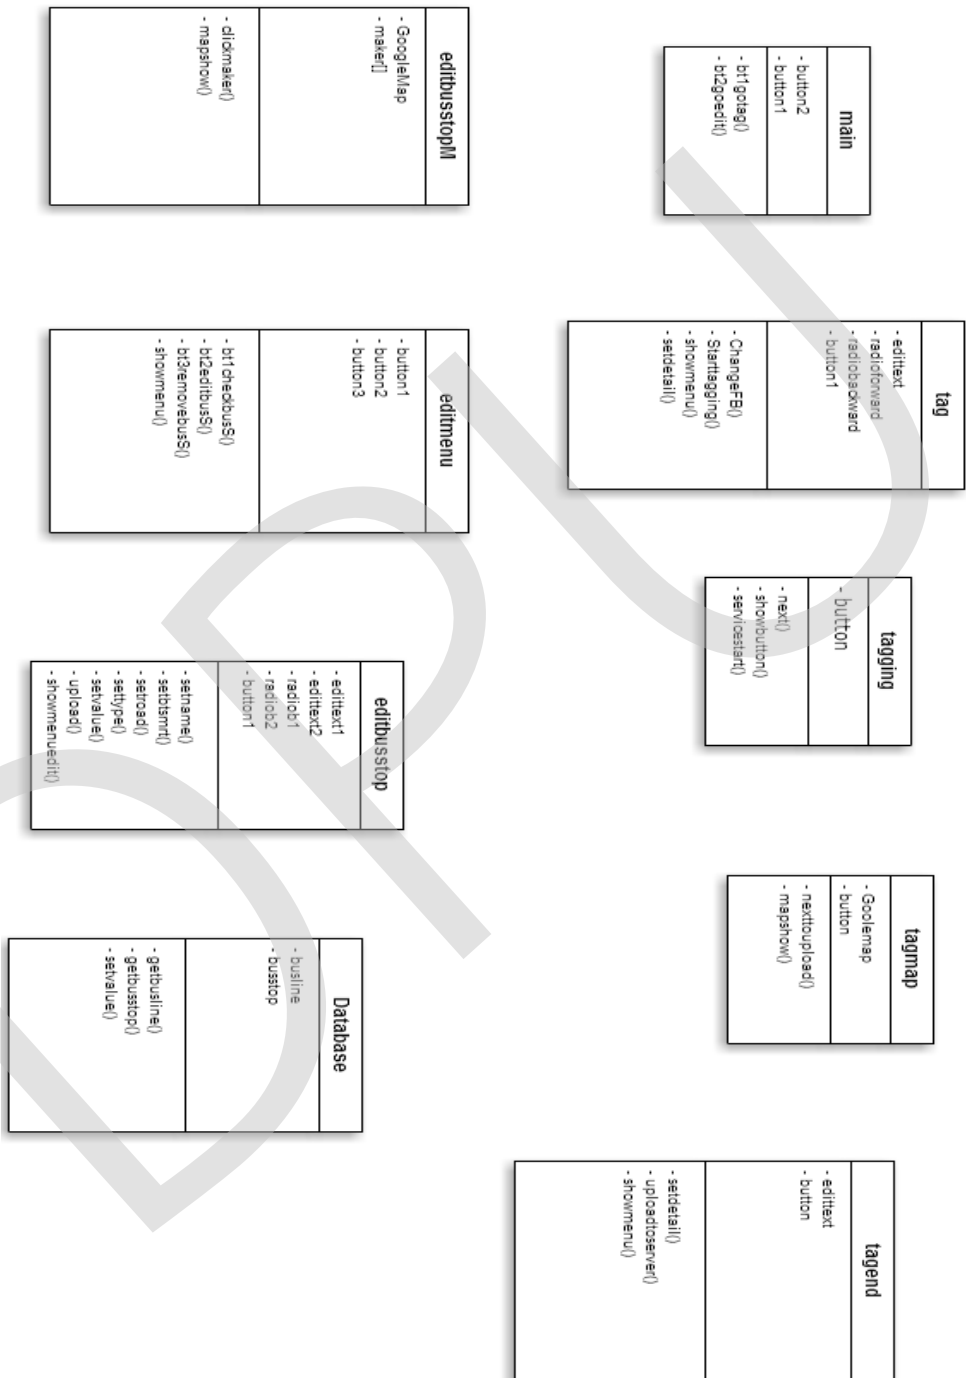 main
- button2
- button1
- bt1gotag()
- bt2goedit()
tag
- edittext
- radioforward
- radiobackward
- button1
- ChangeFB()
- Starttagging()
- showmenu()
- setdetail()
tagging
- button
- next()
- showbutton()
- servicestart()
tagmap
- Goolemap
- button
- nexttoupload()
- mapshow()
tagend
- edittext
- button
- setdetail()
- uploadtoserver()
- showmenu()
editbusstopM
- GoogleMap
- maker[]
- clickmaker()
- mapshow()
editmenu
- button1
- button2
- button3
- bt1checkbusS()
- bt2editbusS()
- bt3removebusS()
- showmenu()
editbusstop
- edittext1
- edittext2
- radiob1
- radiob2
- button1
- setname()
- setbtsmrt()
- setroad()
- settype()
- setvalue()
- upload()
- showmenuedit()
Database
- busline
- busstop
- getbusline()
- getbusstop()
- setvalue()
DPU